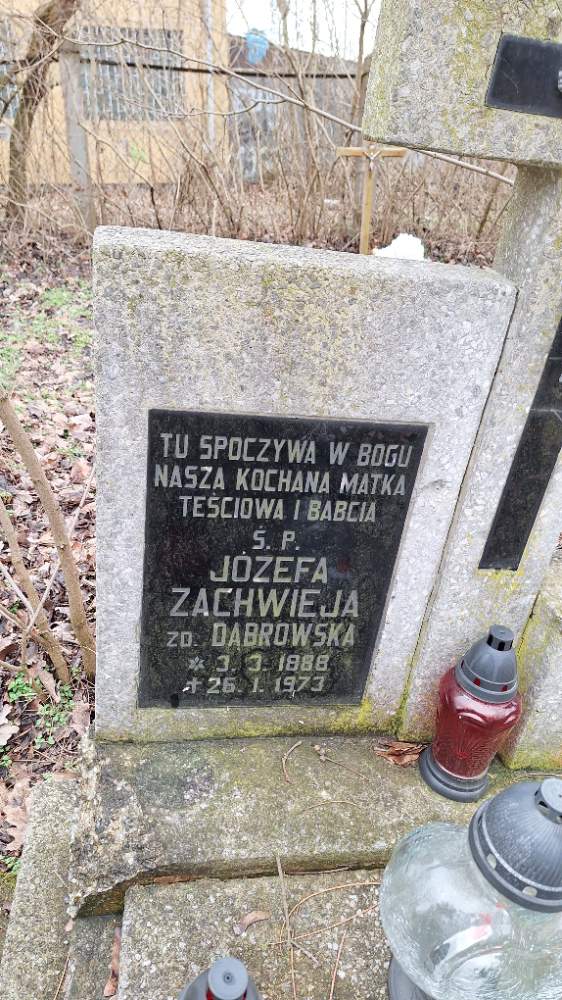 TU SPOCZYWA W BOGU
NASZA KOCHANA MATKA
TEŚCIOWA I BABCIA
Ś. P.
JÓZEFA
ZACHWIEJA
ZD. DĄBROWSKA
* 3. 3. 1888
+ 26. 1. 1973